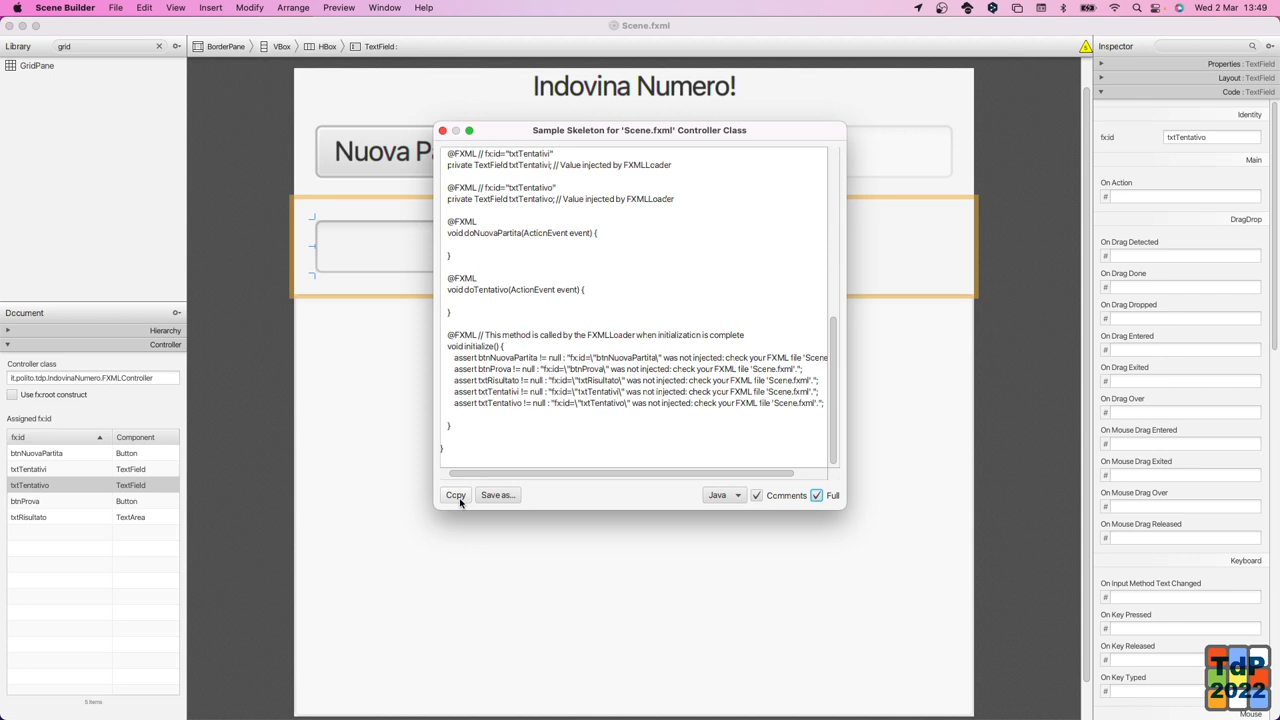 Scene Builder File Edit View Insert Modify Arrange Preview Window Help
Wed 2 Mar 13:49
Scene.fxml
Library
grid
BorderPane
VBox
HBox
TextField:
Inspector
GridPane
Properties : TextField
Layout : TextField
Code : TextField
Identity
fx:id
txtTentativo
Main
On Action
#
DragDrop
On Drag Detected
#
On Drag Done
#
On Drag Dropped
#
On Drag Entered
#
On Drag Exited
#
On Drag Over
#
On Mouse Drag Entered
#
On Mouse Drag Exited
#
On Mouse Drag Over
#
On Mouse Drag Released
#
Keyboard
On Input Method Text Changed
#
On Key Pressed
#
On Key Released
#
On Key Typed
#
Mouse
Indovina Numero!
Nuova P
Sample Skeleton for 'Scene.fxml' Controller Class
@FXML // fx:id="txtTentativi"
private TextField txtTentativi; // Value injected by FXMLLoader
@FXML // fx:id="txtTentativo"
private TextField txtTentativo; // Value injected by FXMLLoader
@FXML
void doNuovaPartita(ActionEvent event) {
}
@FXML
void doTentativo(ActionEvent event) {
}
@FXML // This method is called by the FXMLLoader when initialization is complete
void initialize() {
assert btnNuovaPartita != null : "fx:id=\"btnNuovaPartita\" was not injected: check your FXML file 'Scene
assert btnProva != null : "fx:id=\"btnProva\" was not injected: check your FXML file 'Scene.fxml'.";
assert txtRisultato != null : "fx:id=\"txtRisultato\" was not injected: check your FXML file 'Scene.fxml'.";
assert txtTentativi != null : "fx:id=\"txtTentativi\" was not injected: check your FXML file 'Scene.fxml'.";
assert txtTentativo != null : "fx:id=\"txtTentativo\" was not injected: check your FXML file 'Scene.fxml'.";
}
}
Copy
Save as...
Java
Comments
Full
Document
Hierarchy
Controller
Controller class
it.polito.tdp.IndovinaNumero.FXMLController
Use fx:root construct
Assigned fx:id
fx:id Component
btnNuovaPartita Button
txtTentativi TextField
txtTentativo TextField
btnProva Button
txtRisultato TextArea
5 items
TdP
2022